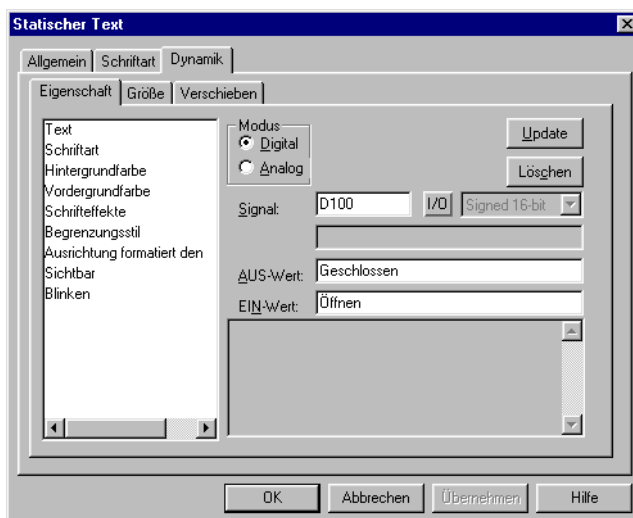 Statischer Text
Allgemein Schriftart Dynamik
Eigenschaft Größe Verschieben
Text
Schriftart
Hintergrundfarbe
Vordergrundfarbe
Schrifteffekte
Begrenzungsstil
Ausrichtung formatiert den
Sichtbar
Blinken
Modus
Digital
Analog
Update
Löschen
Signal: D100 I/O Signed 16-bit
AUS-Wert: Geschlossen
EIN-Wert: Öffnen
OK Abbrechen Übernehmen Hilfe